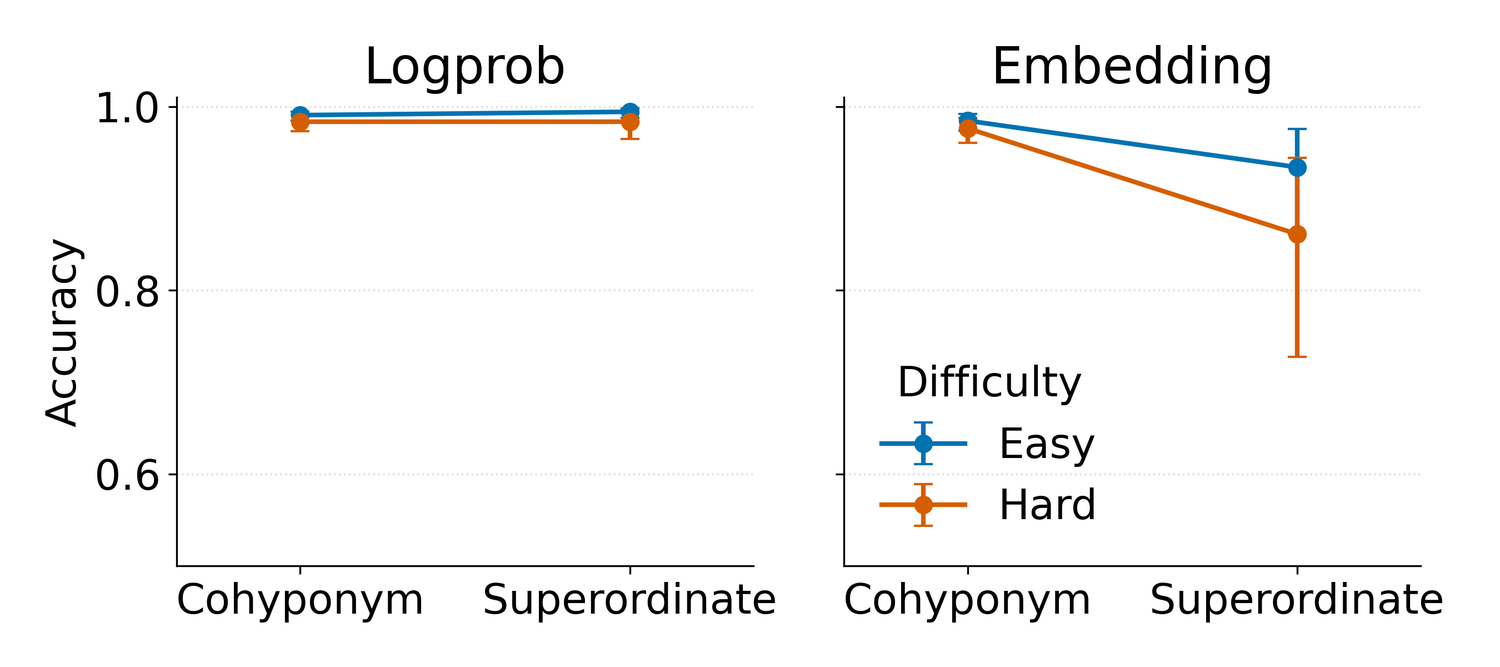 Logprob
Embedding
Accuracy
1.0
0.8
0.6
Cohyponym
Superordinate
Difficulty
Easy
Hard
Cohyponym
Superordinate